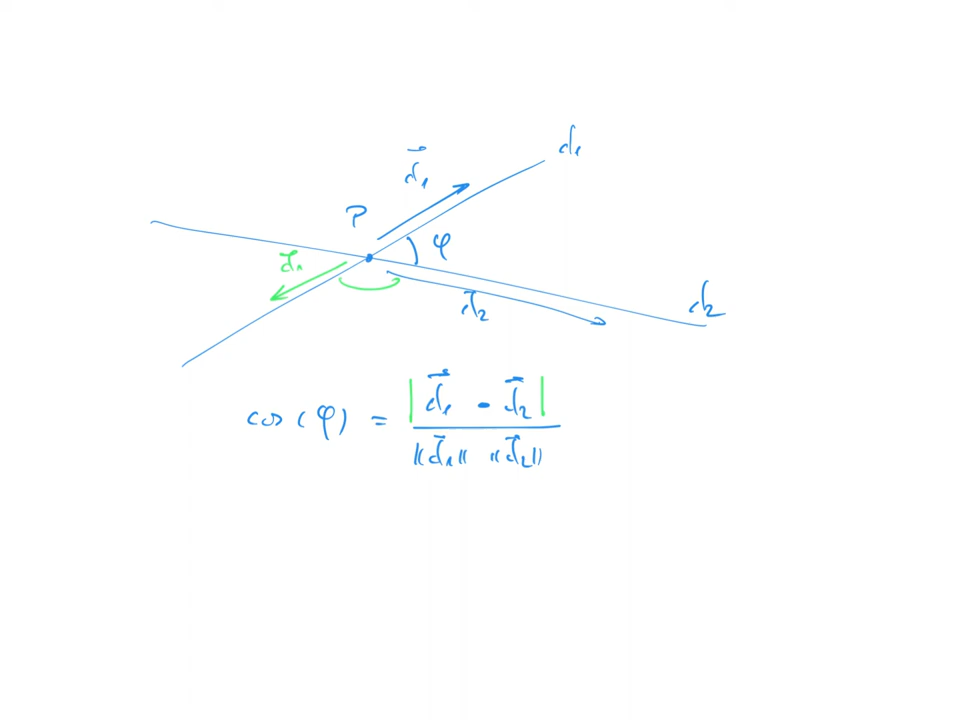 d₁
d⃗₁
P
φ
d⃗₁
d₂
d⃗₂
cos(φ) = |d⃗₁ · d⃗₂| / ‖d⃗₁‖ ‖d⃗₂‖